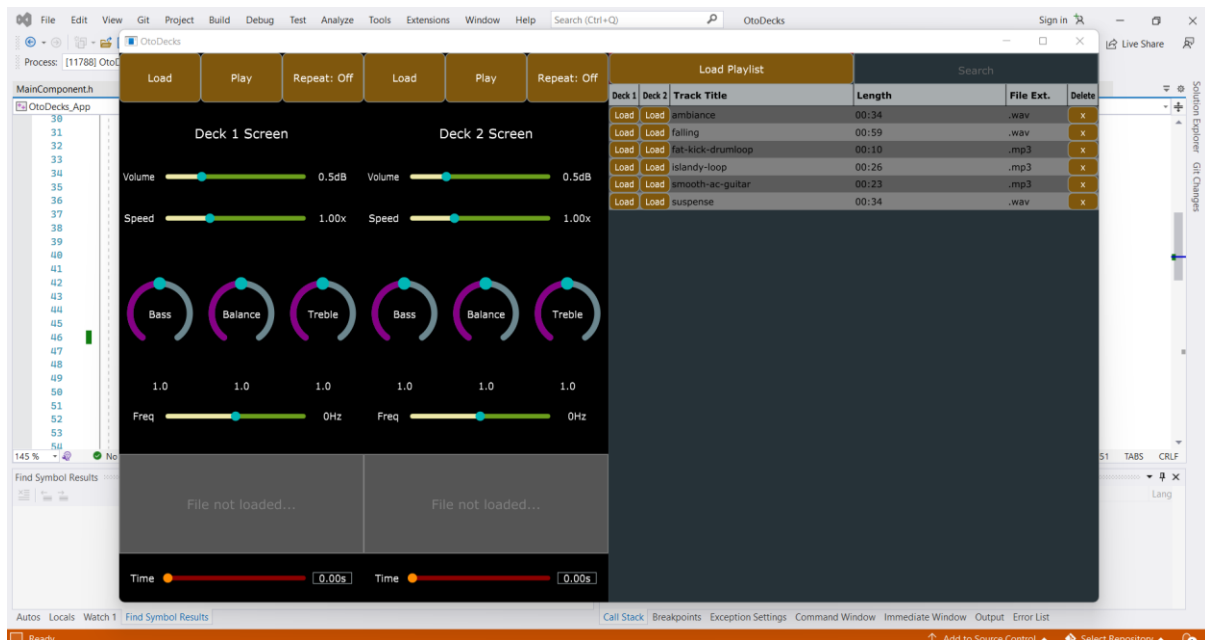 File Edit View Git Project Build Debug Test Analyze Tools Extensions Window Help Search (Ctrl+Q) OtoDecks Sign in
Live Share
Process: [11788] OtoD
MainComponent.h
OtoDecks_App
30
31
32
33
34
35
36
37
38
39
40
41
42
43
44
45
46
47
48
49
50
51
52
53
54
145 % No
51 TABS CRLF
Find Symbol Results
Lang
Autos Locals Watch 1 Find Symbol Results
Call Stack Breakpoints Exception Settings Command Window Immediate Window Output Error List
Ready
Add to Source Control Select Repository
Solution Explorer
Git Changes
OtoDecks
Load Play Repeat: Off Load Play Repeat: Off
Deck 1 Screen Deck 2 Screen
Volume 0.5dB Volume 0.5dB
Speed 1.00x Speed 1.00x
Bass Balance Treble Bass Balance Treble
1.0 1.0 1.0 1.0 1.0 1.0
Freq 0Hz Freq 0Hz
File not loaded... File not loaded...
Time 0.00s Time 0.00s
Load Playlist Search
Deck 1 Deck 2 Track Title Length File Ext. Delete
Load Load ambiance 00:34 .wav x
Load Load falling 00:59 .wav x
Load Load fat-kick-drumloop 00:10 .mp3 x
Load Load islandy-loop 00:26 .mp3 x
Load Load smooth-ac-guitar 00:23 .mp3 x
Load Load suspense 00:34 .wav x